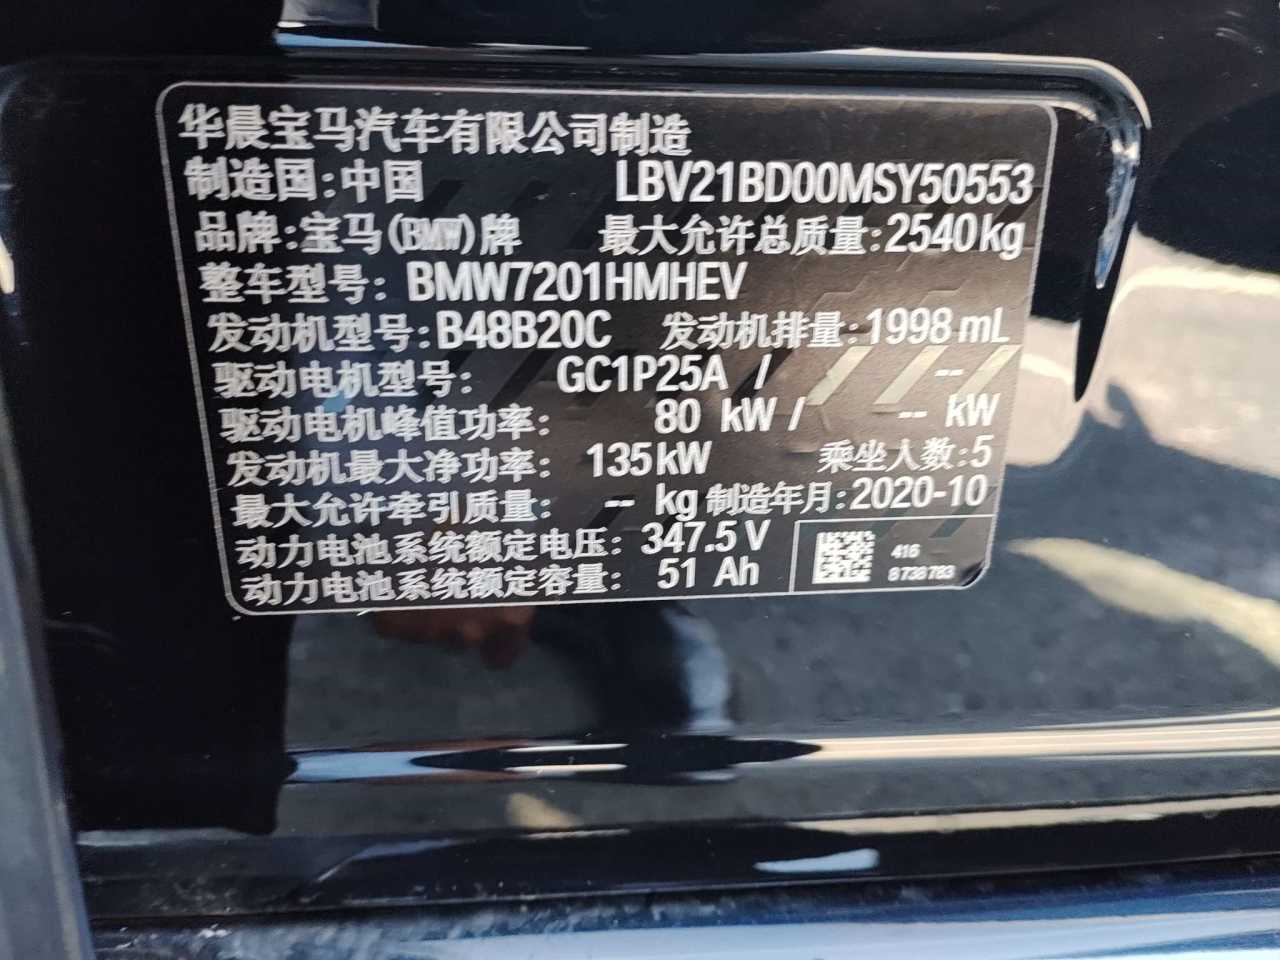 华晨宝马汽车有限公司制造
制造国:中国 LBV21BD00MSY50553
品牌:宝马(BMW)牌 最大允许总质量:2540kg
整车型号: BMW7201HMHEV
发动机型号:B48B20C 发动机排量:1998mL
驱动电机型号: GC1P25A / --
驱动电机峰值功率: 80 kW / -- kW
发动机最大净功率: 135kW 乘坐人数:5
最大允许牵引质量: -- kg 制造年月:2020-10
动力电池系统额定电压: 347.5V
动力电池系统额定容量: 51 Ah
416
8736783